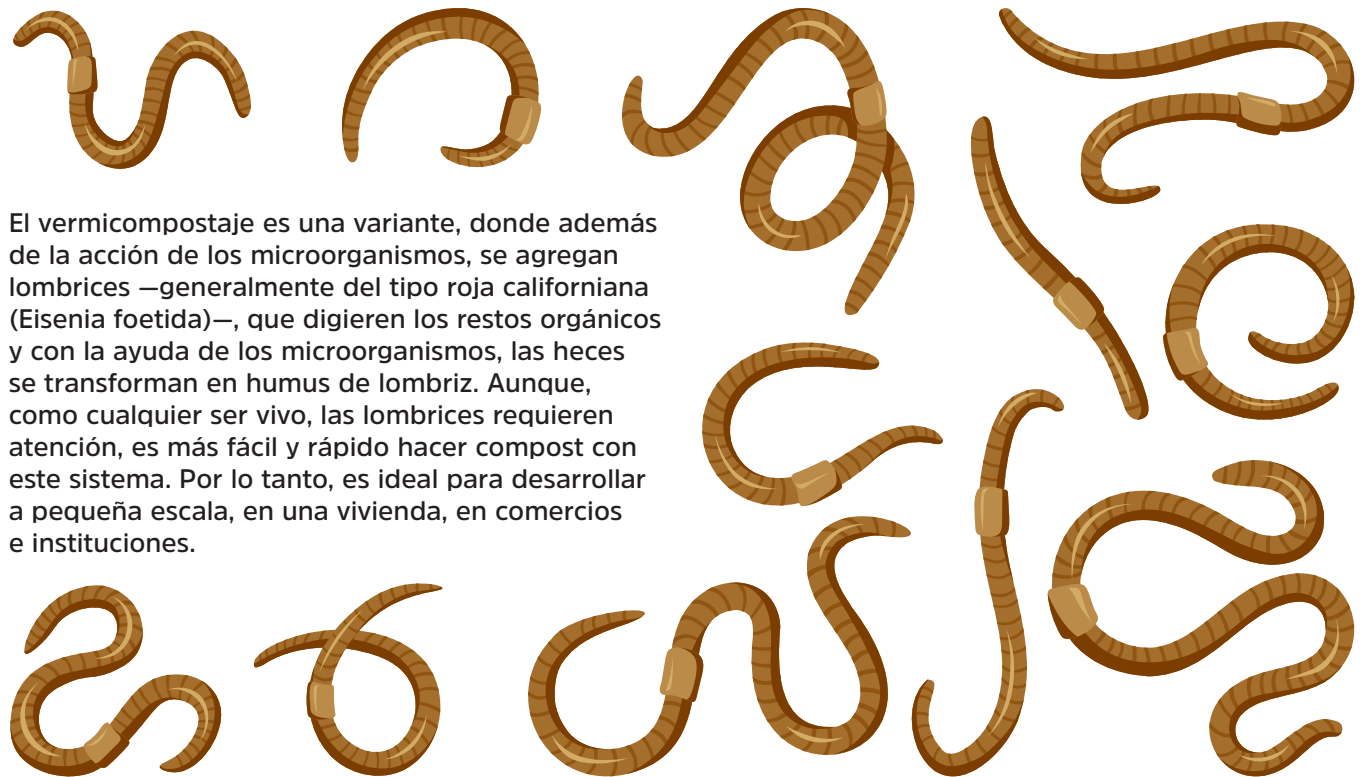 El vermicompostaje es una variante, donde además
de la acción de los microorganismos, se agregan
lombrices —generalmente del tipo roja californiana
(Eisenia foetida)—, que digieren los restos orgánicos
y con la ayuda de los microorganismos, las heces
se transforman en humus de lombriz. Aunque,
como cualquier ser vivo, las lombrices requieren
atención, es más fácil y rápido hacer compost con
este sistema. Por lo tanto, es ideal para desarrollar
a pequeña escala, en una vivienda, en comercios
e instituciones.